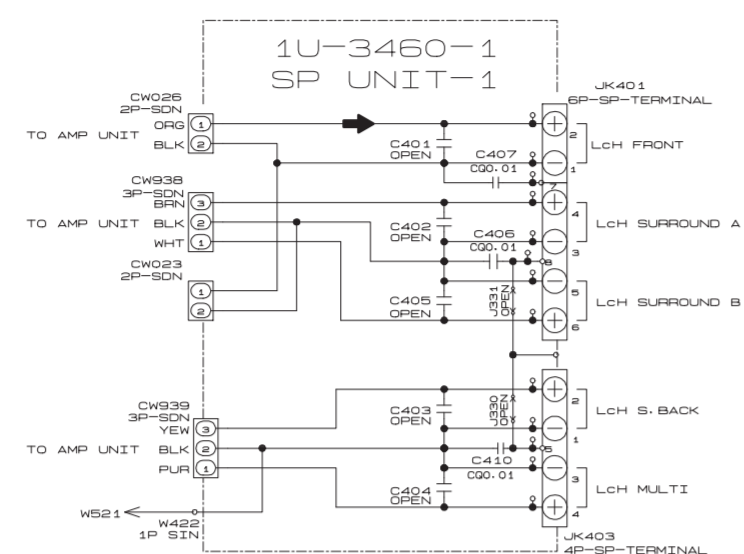 1U-3460-1
SP UNIT-1
CW026
2P-SDN
ORG 1
BLK 2
TO AMP UNIT
C401
OPEN
C407
CQ0.01
JK401
6P-SP-TERMINAL
+ 2
− 1
7
LcH FRONT
CW938
3P-SDN
BRN 3
BLK 2
WHT 1
TO AMP UNIT
C402
OPEN
C406
CQ0.01
+ 4
− 3
8
LcH SURROUND A
CW023
2P-SDN
1
2
C405
OPEN
J331
OPEN
− 5
+ 6
LcH SURROUND B
CW939
3P-SDN
YEW 3
BLK 2
PUR 1
TO AMP UNIT
C403
OPEN
J330
OPEN
C410
CQ0.01
+ 2
− 1
5
LcH S.BACK
C404
OPEN
− 3
+ 4
LcH MULTI
W521
W422
1P SIN
JK403
4P-SP-TERMINAL